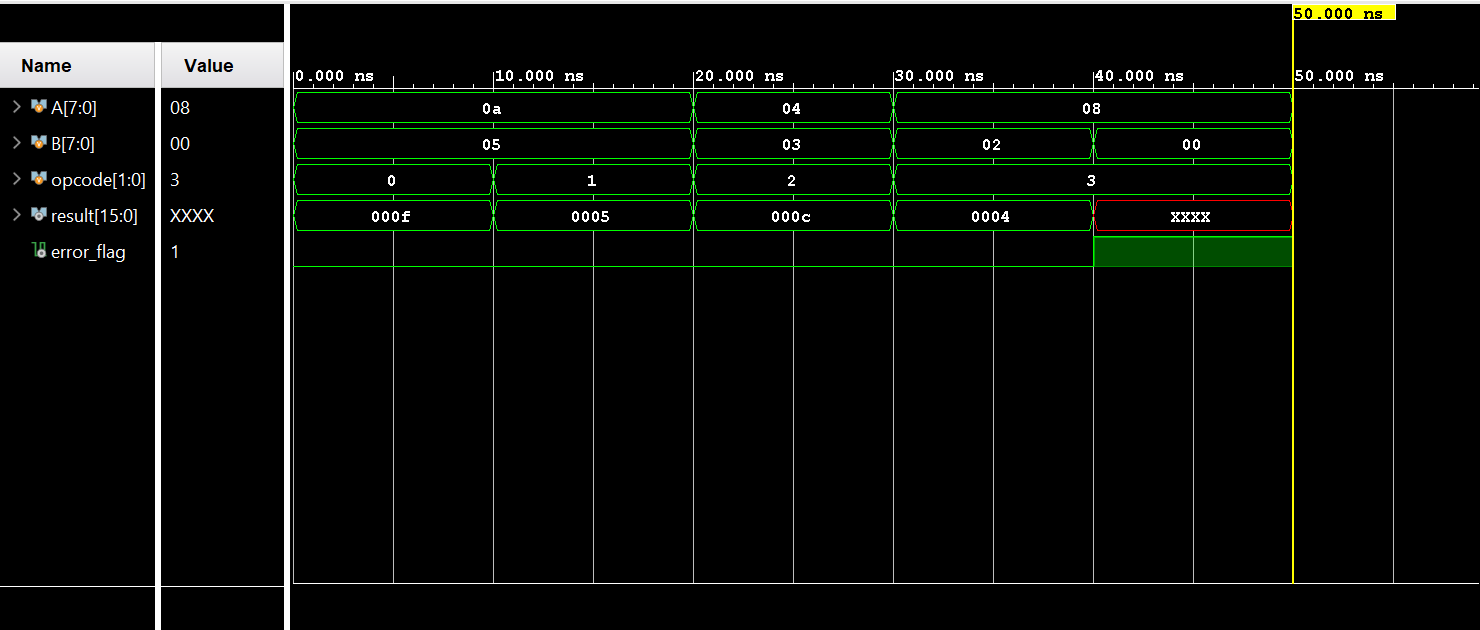 50.000 ns
Name Value 0.000 ns 10.000 ns 20.000 ns 30.000 ns 40.000 ns 50.000 ns
A[7:0] 08 0a 04 08
B[7:0] 00 05 03 02 00
opcode[1:0] 3 0 1 2 3
result[15:0] XXXX 000f 0005 000c 0004 XXXX
error_flag 1